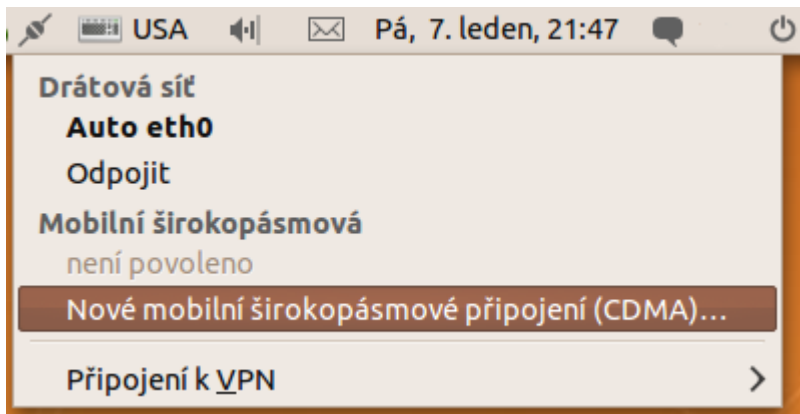 USA Pá, 7. leden, 21:47
Drátová síť
Auto eth0
Odpojit
Mobilní širokopásmová
není povoleno
Nové mobilní širokopásmové připojení (CDMA)...
Připojení k VPN